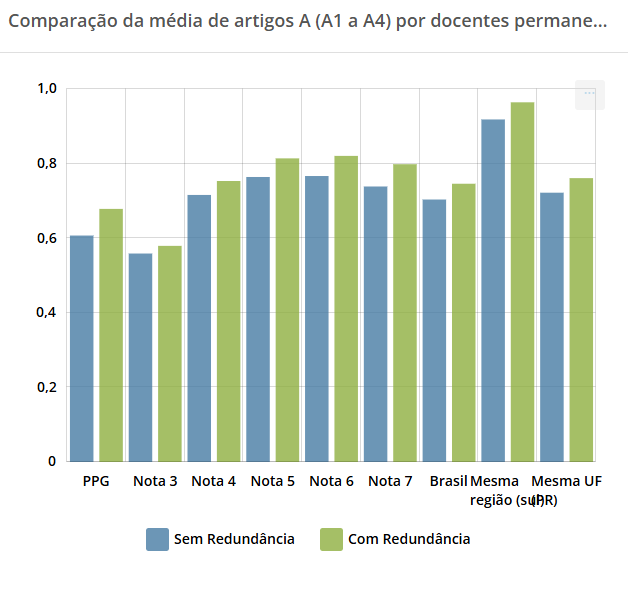 Comparação da média de artigos A (A1 a A4) por docentes permane...
1,0
0,8
0,6
0,4
0,2
0
PPG
Nota 3
Nota 4
Nota 5
Nota 6
Nota 7
Brasil
Mesma
região (sul)
Mesma UF
(PR)
Sem Redundância
Com Redundância